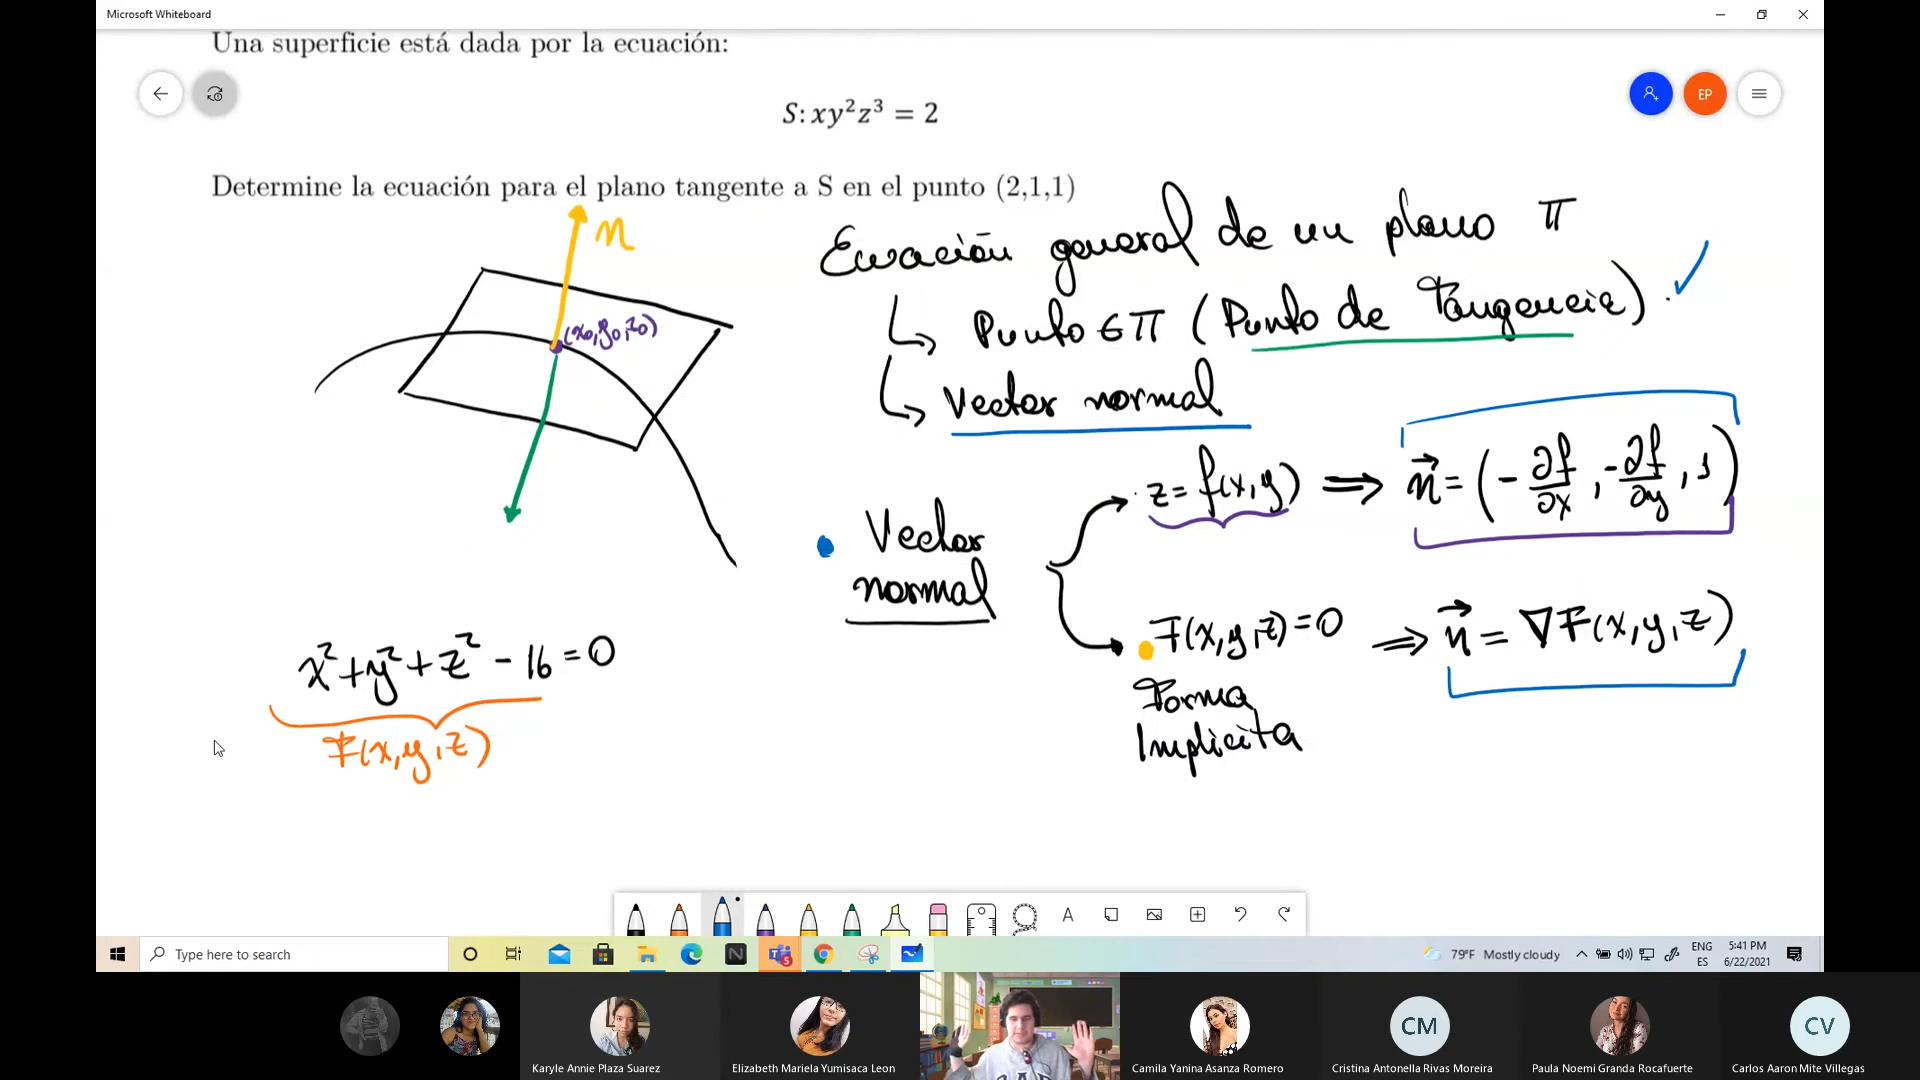 Microsoft Whiteboard
Una superficie está dada por la ecuación:
S: xy²z³ = 2
EP
Determine la ecuación para el plano tangente a S en el punto (2,1,1)
n
(x₀,y₀,z₀)
Ecuación general de un plano π
Punto ∈ π (Punto de Tangencia).
Vector normal
z = f(x,y) ⟹ n⃗ = (-∂f/∂x, -∂f/∂y, 1)
Vector
normal
F(x,y,z)=0 ⟹ n⃗ = ∇F(x,y,z)
Forma
Implicita
x²+y²+z²-16=0
F(x,y,z)
A
Type here to search
79°F Mostly cloudy
ENG
ES
5:41 PM
6/22/2021
CM
CV
Karyle Annie Plaza Suarez
Elizabeth Mariela Yumisaca Leon
Camila Yanina Asanza Romero
Cristina Antonella Rivas Moreira
Paula Noemi Granda Rocafuerte
Carlos Aaron Mite Villegas